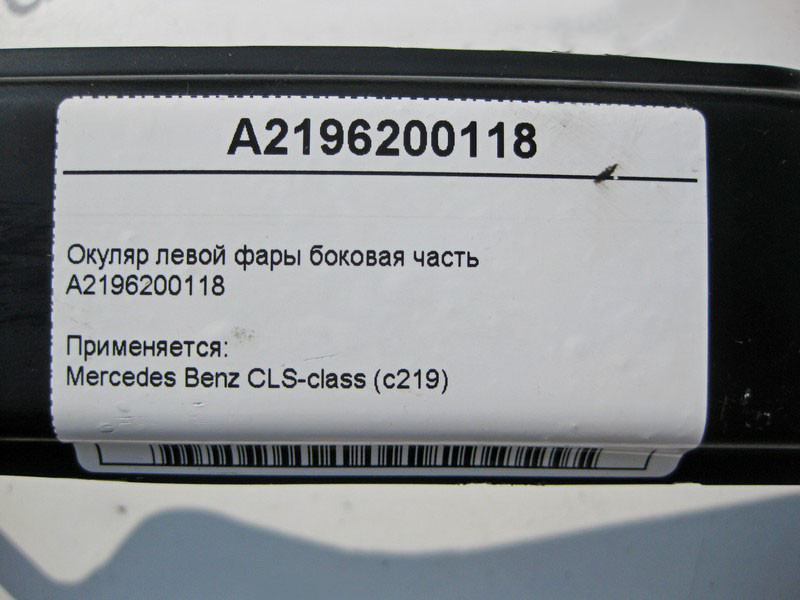 A2196200118
Окуляр левой фары боковая часть
A2196200118
Применяется:
Mercedes Benz CLS-class (c219)